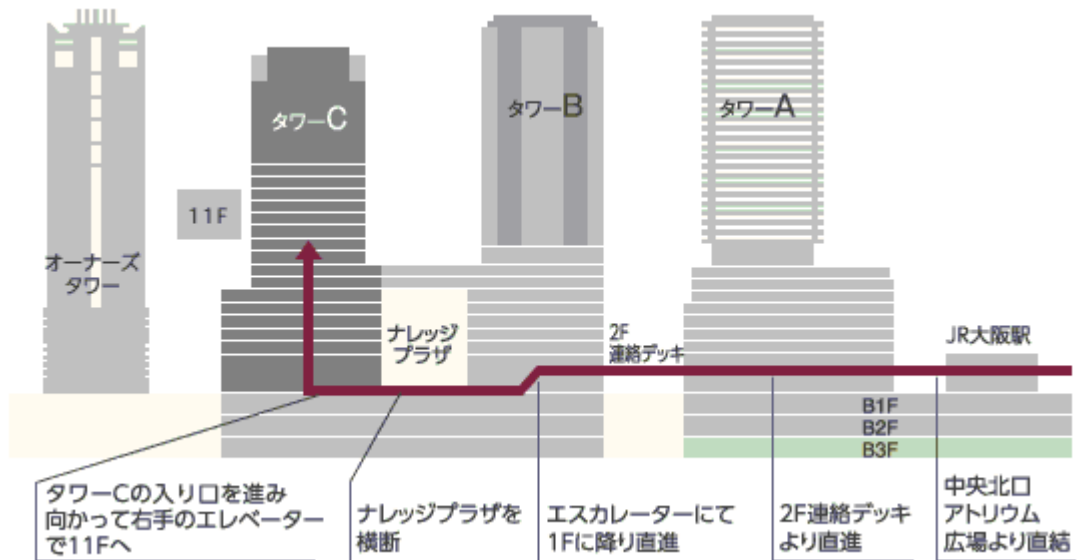 タワーC
タワーB
タワーA
11F
オーナーズ
タワー
ナレッジ
プラザ
2F
連絡デッキ
JR大阪駅
B1F
B2F
B3F
タワーCの入り口を進み
向かって右手のエレベーター
で11Fへ
ナレッジプラザを
横断
エスカレーターにて
1Fに降り直進
2F連絡デッキ
より直進
中央北口
アトリウム
広場より直結